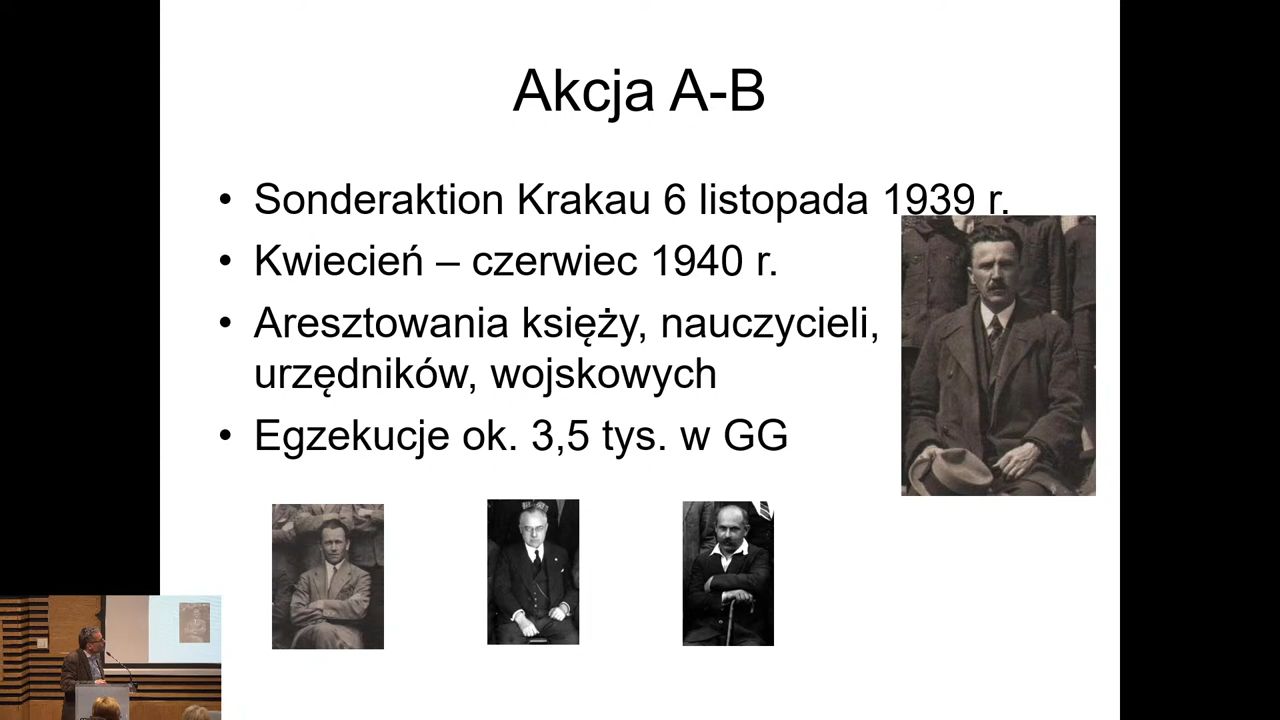 Akcja A-B
• Sonderaktion Krakau 6 listopada 1939 r.
• Kwiecień – czerwiec 1940 r.
• Aresztowania księży, nauczycieli,
urzędników, wojskowych
• Egzekucje ok. 3,5 tys. w GG